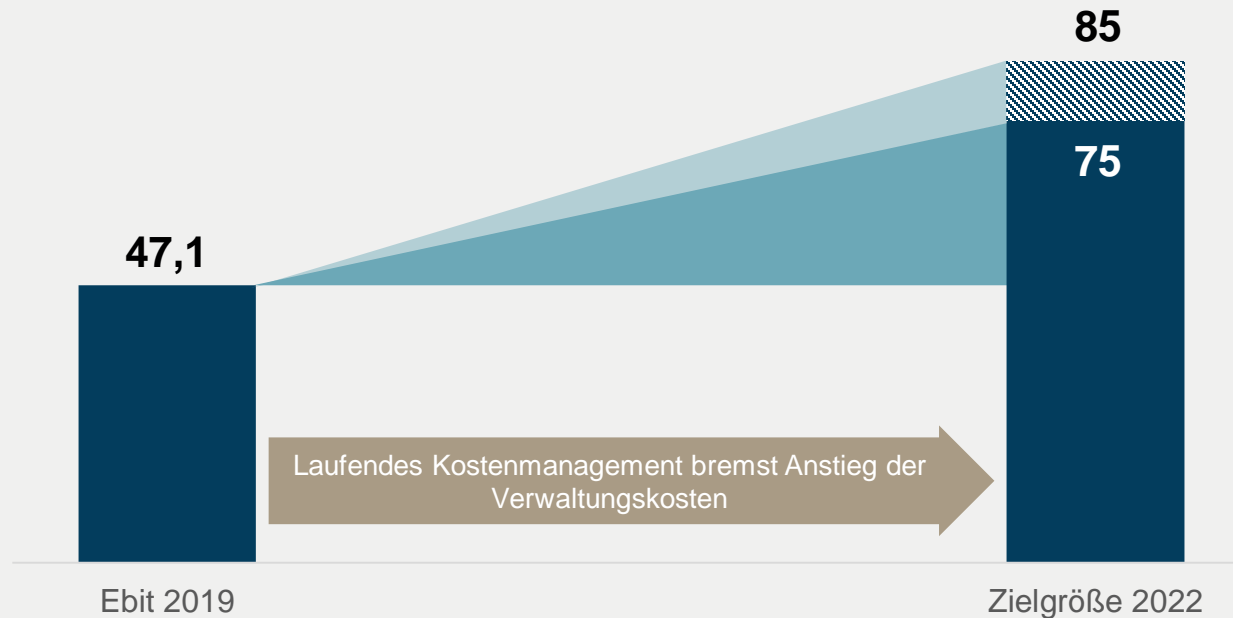 85
75
47,1
Laufendes Kostenmanagement bremst Anstieg der
Verwaltungskosten
Ebit 2019
Zielgröße 2022